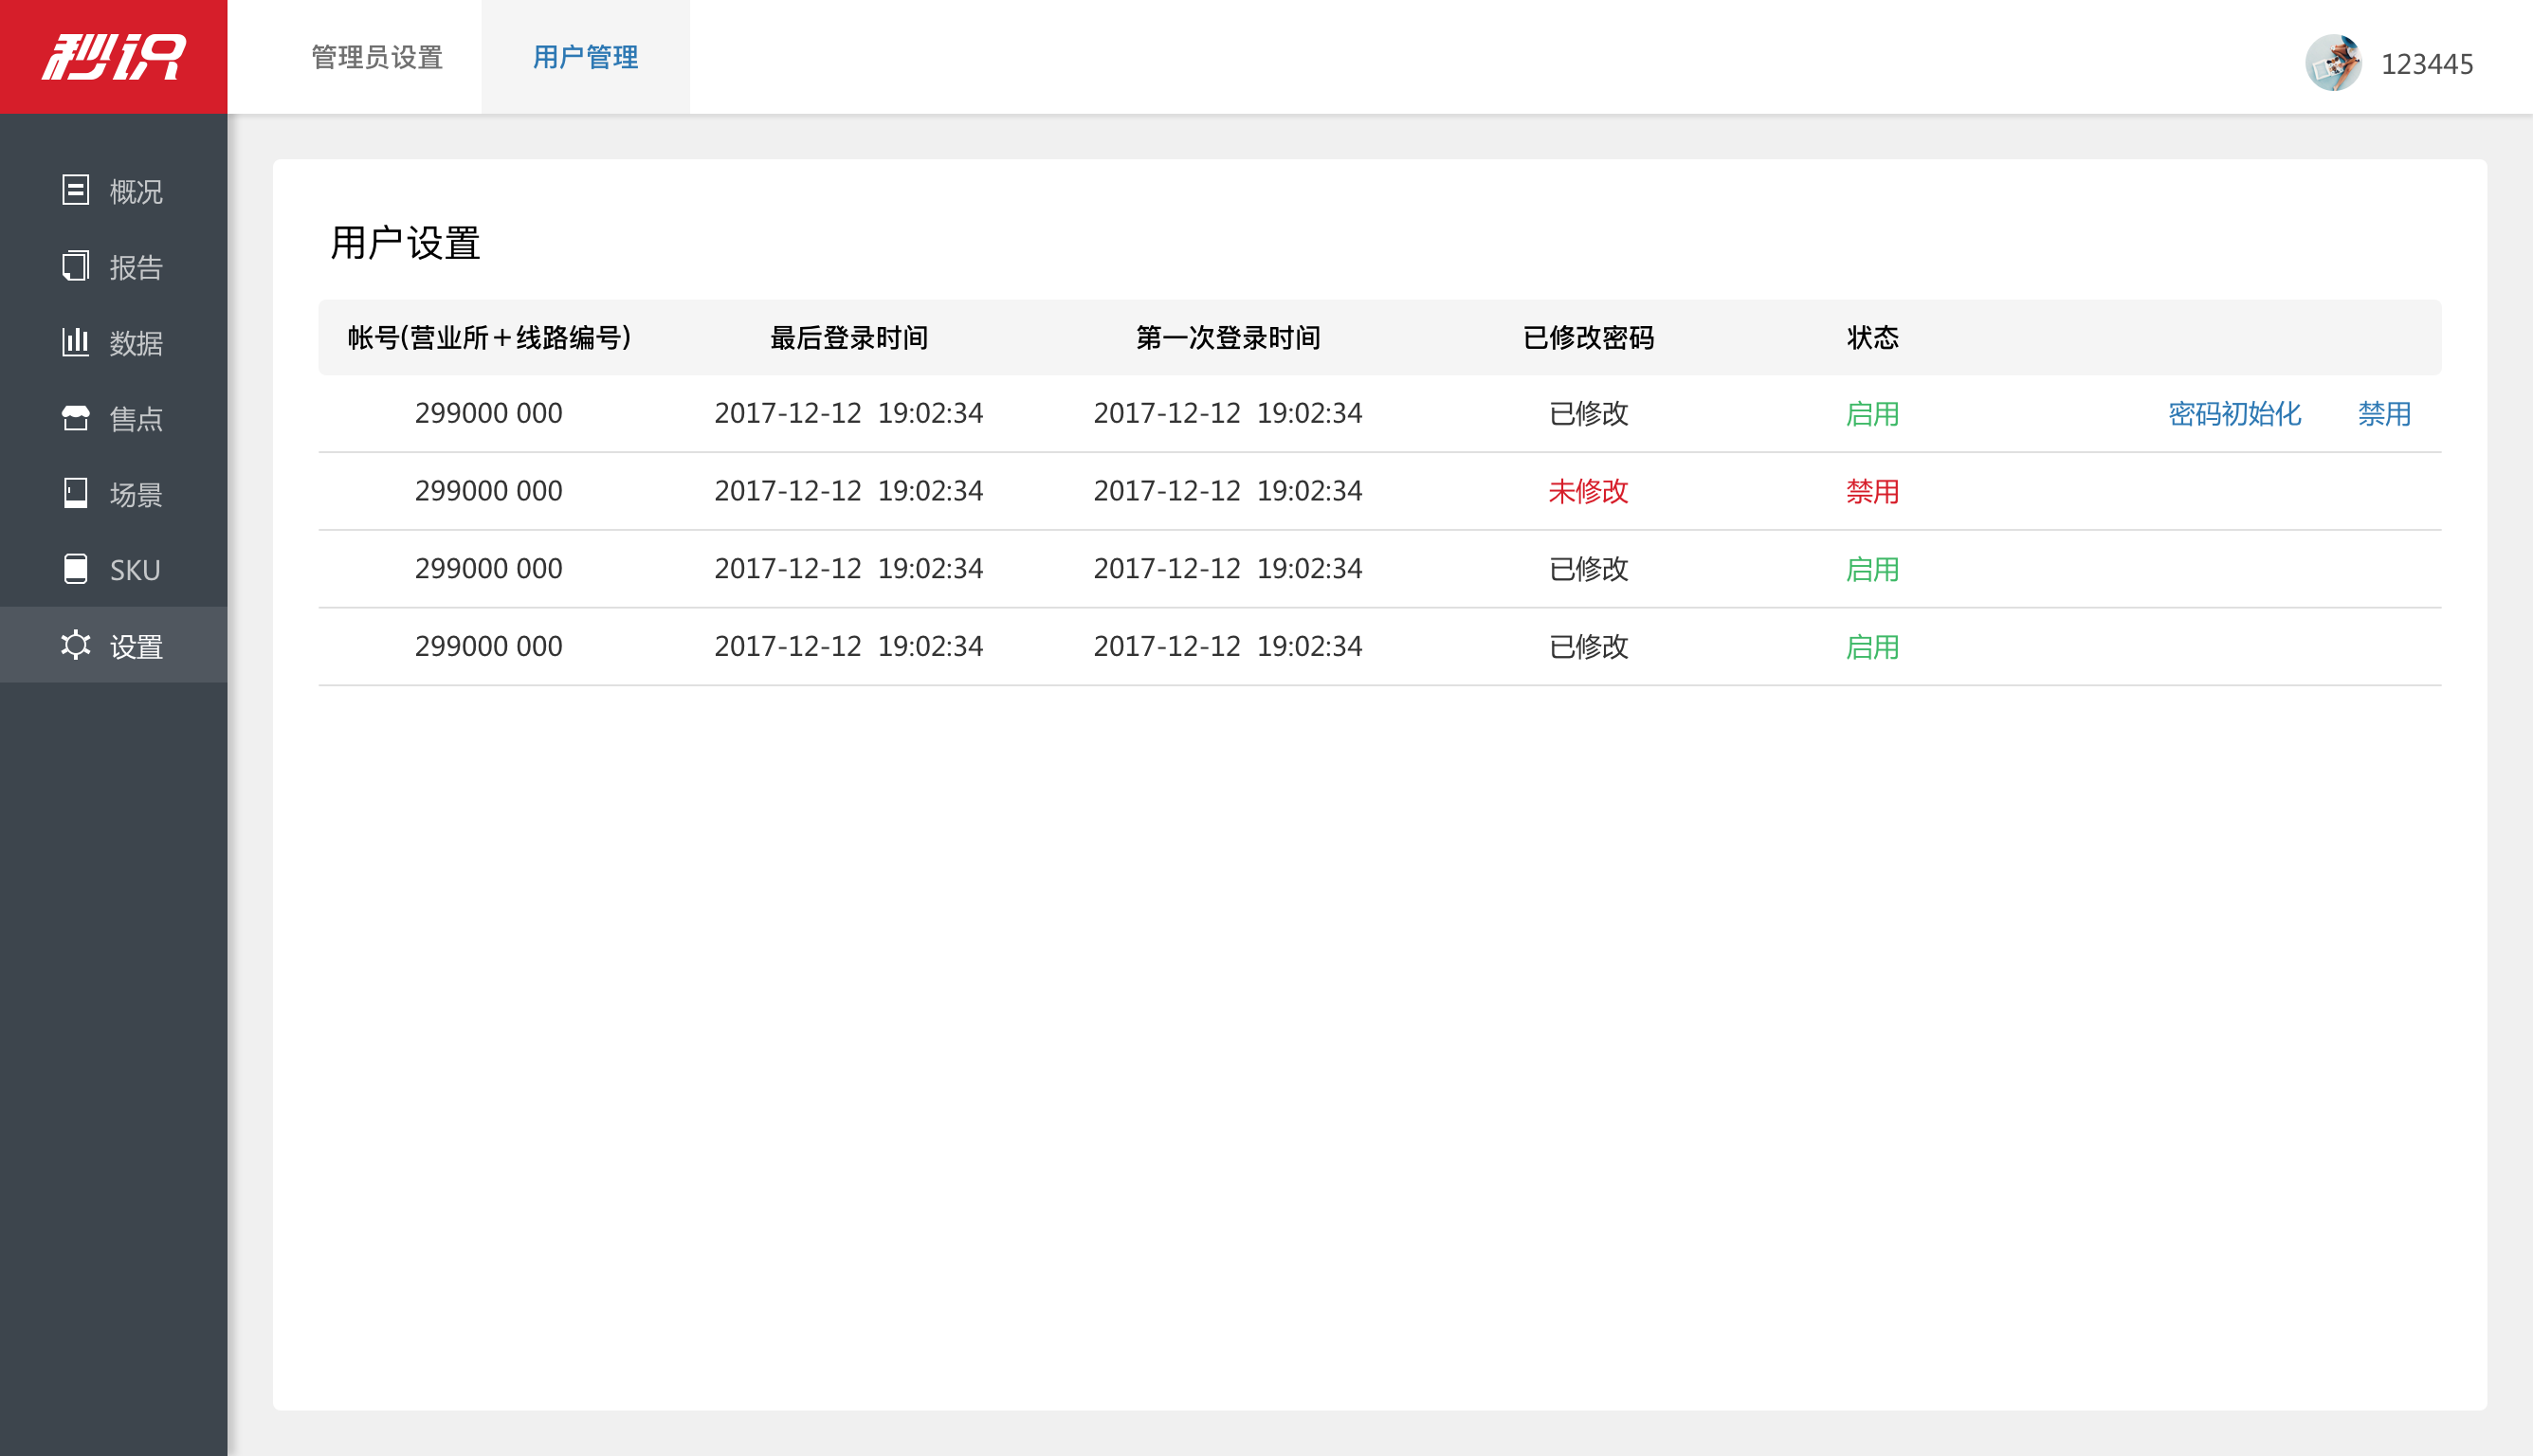 秒识
管理员设置 用户管理
123445
概况
报告
数据
售点
场景
SKU
设置
用户设置
帐号(营业所+线路编号) 最后登录时间 第一次登录时间 已修改密码 状态
299000 000 2017-12-12 19:02:34 2017-12-12 19:02:34 已修改 启用 密码初始化 禁用
299000 000 2017-12-12 19:02:34 2017-12-12 19:02:34 未修改 禁用
299000 000 2017-12-12 19:02:34 2017-12-12 19:02:34 已修改 启用
299000 000 2017-12-12 19:02:34 2017-12-12 19:02:34 已修改 启用